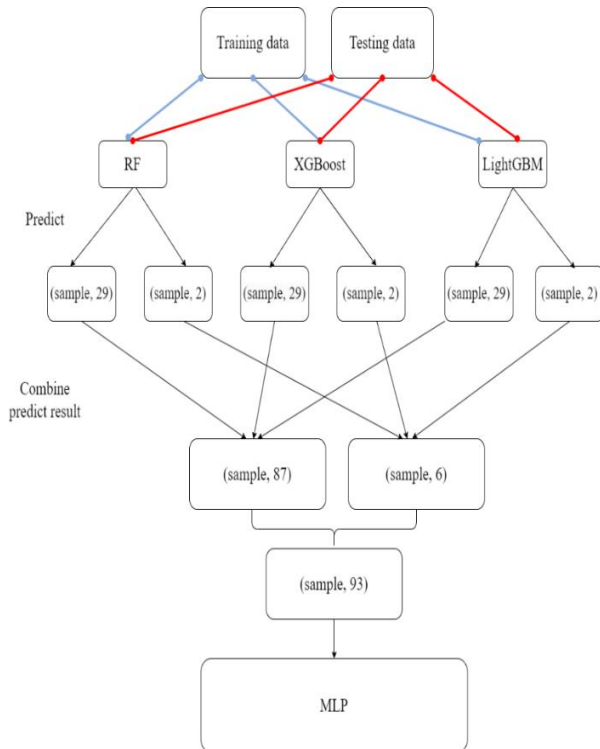 Training data
Testing data
RF
XGBoost
LightGBM
Predict
(sample, 29)
(sample, 2)
(sample, 29)
(sample, 2)
(sample, 29)
(sample, 2)
Combine
predict result
(sample, 87)
(sample, 6)
(sample, 93)
MLP